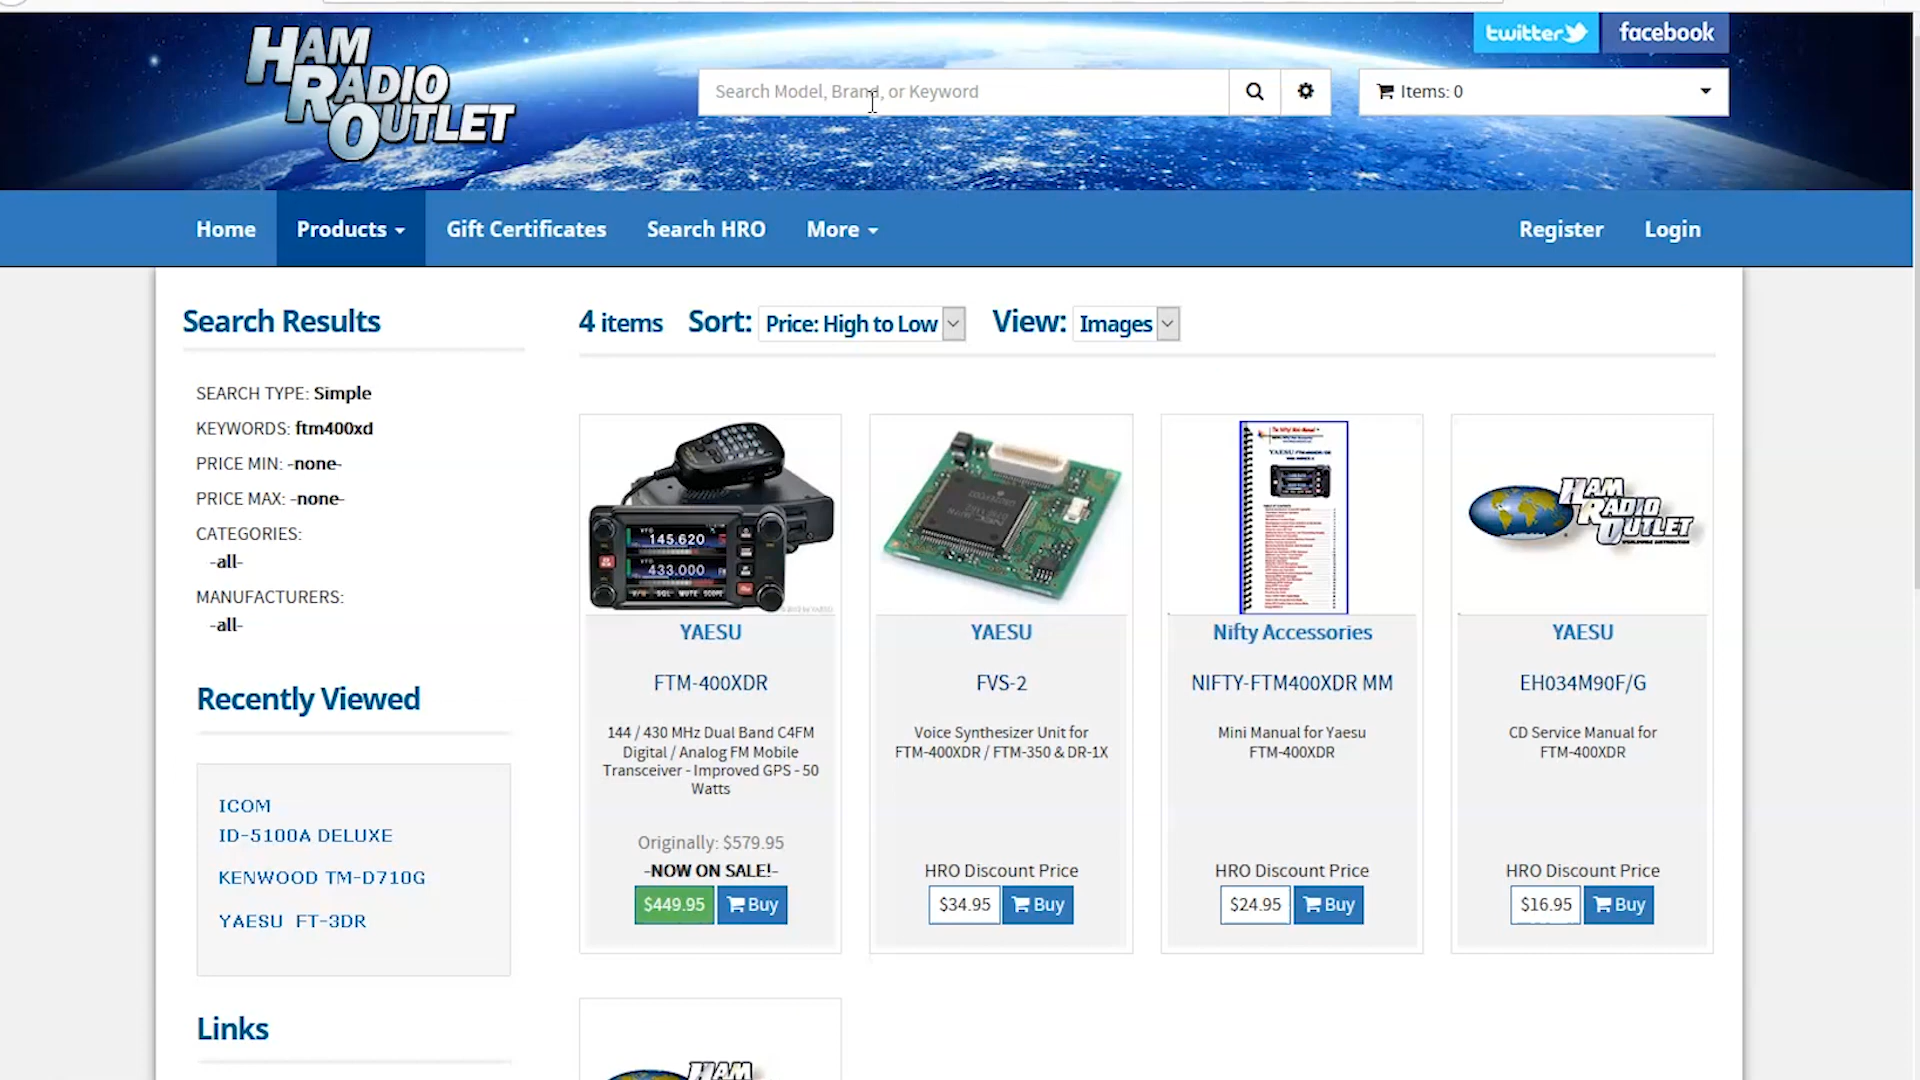 HAM
RADIO
OUTLET
twitter
facebook
Search Model, Brand, or Keyword
Items: 0
Home
Products
Gift Certificates
Search HRO
More
Register
Login
Search Results
4 items
Sort: Price: High to Low
View: Images
SEARCH TYPE: Simple
KEYWORDS: ftm400xd
PRICE MIN: -none-
PRICE MAX: -none-
CATEGORIES:
-all-
MANUFACTURERS:
-all-
Recently Viewed
ICOM
ID-5100A DELUXE
KENWOOD TM-D710G
YAESU FT-3DR
Links
145.620
433.000
SQL MUTE SCOPE
YAESU
FTM-400XDR
144 / 430 MHz Dual Band C4FM
Digital / Analog FM Mobile
Transceiver - Improved GPS - 50
Watts
Originally: $579.95
-NOW ON SALE!-
$449.95
Buy
YAESU
FVS-2
Voice Synthesizer Unit for
FTM-400XDR / FTM-350 & DR-1X
HRO Discount Price
$34.95
Buy
Nifty Accessories
NIFTY-FTM400XDR MM
Mini Manual for Yaesu
FTM-400XDR
HRO Discount Price
$24.95
Buy
HAM
RADIO
OUTLET
YAESU
EH034M90F/G
CD Service Manual for
FTM-400XDR
HRO Discount Price
$16.95
Buy
HAM